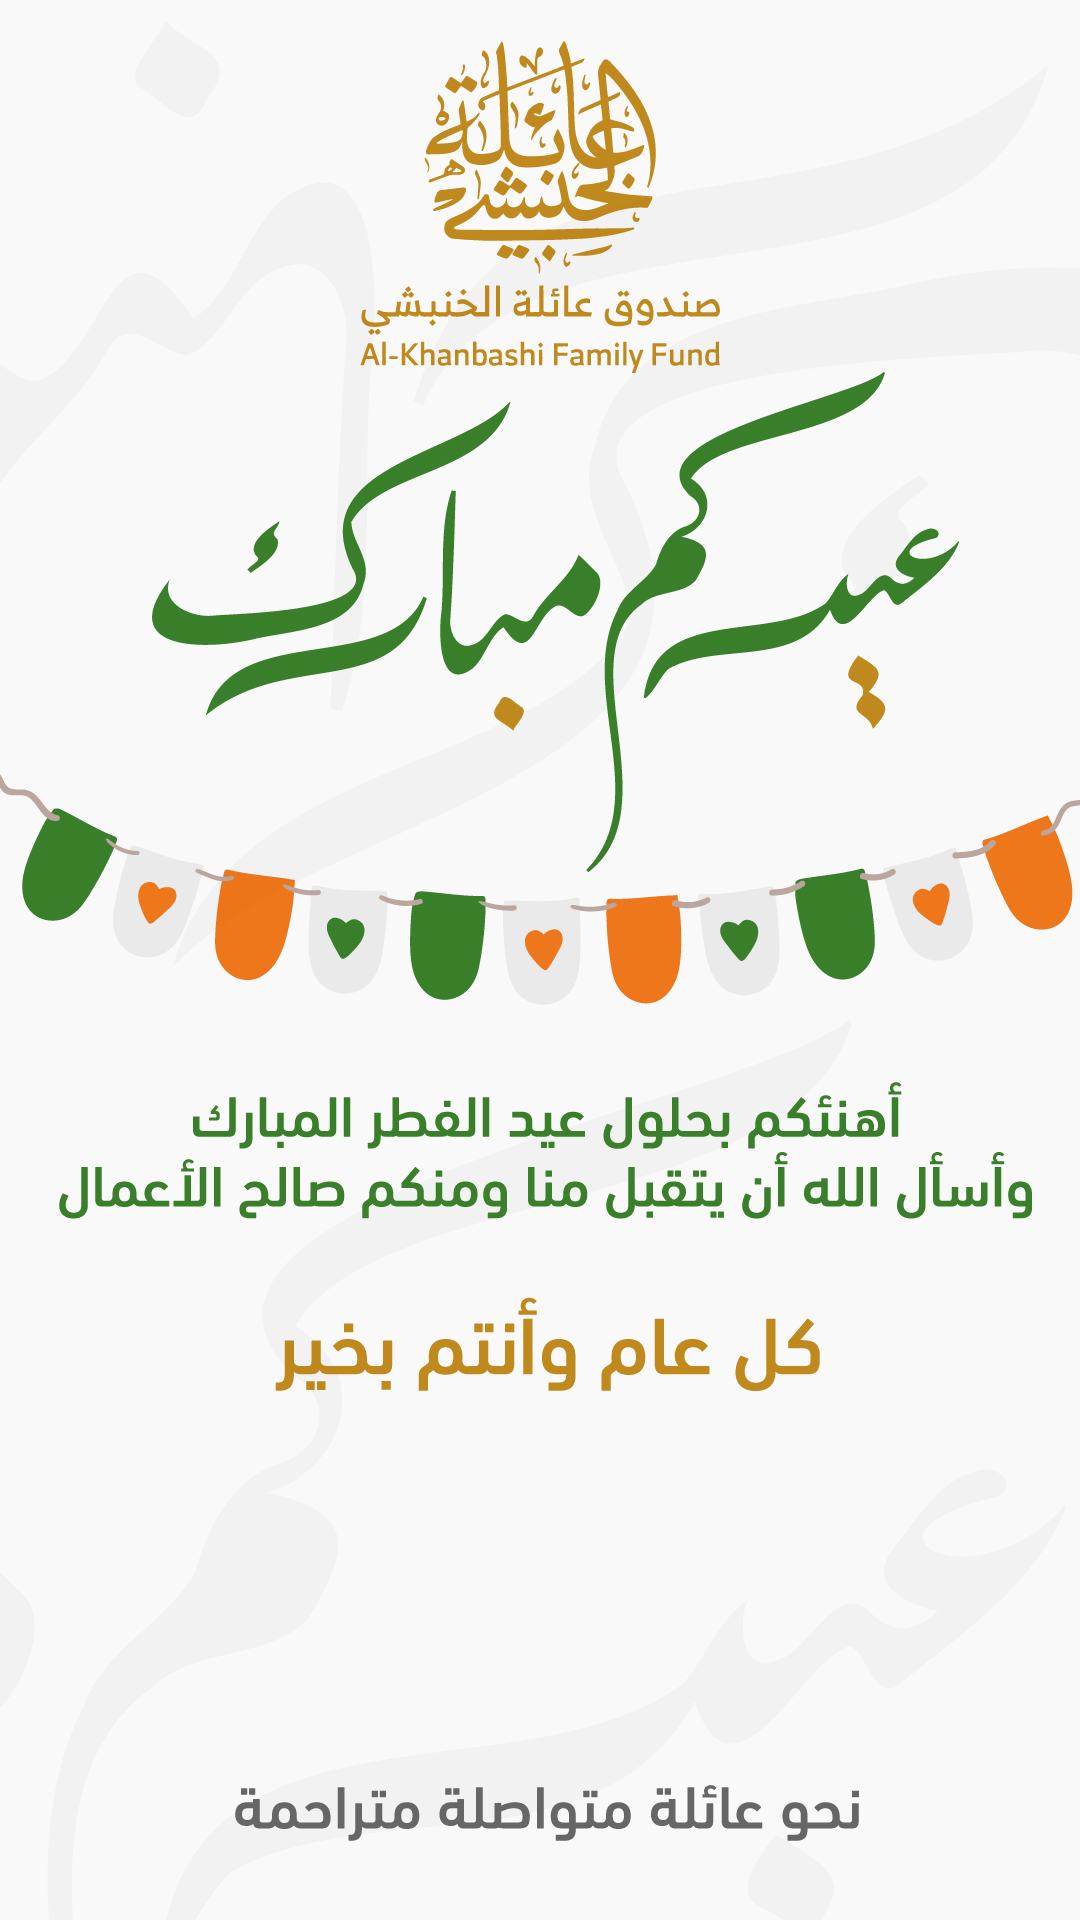 عائلة
الخنبشي
صندوق عائلة الخنبشي
Al-Khanbashi Family Fund
عيدكم مبارك
أهنئكم بحلول عيد الفطر المبارك
وأسأل الله أن يتقبل منا ومنكم صالح الأعمال
كل عام وأنتم بخير
نحو عائلة متواصلة متراحمة